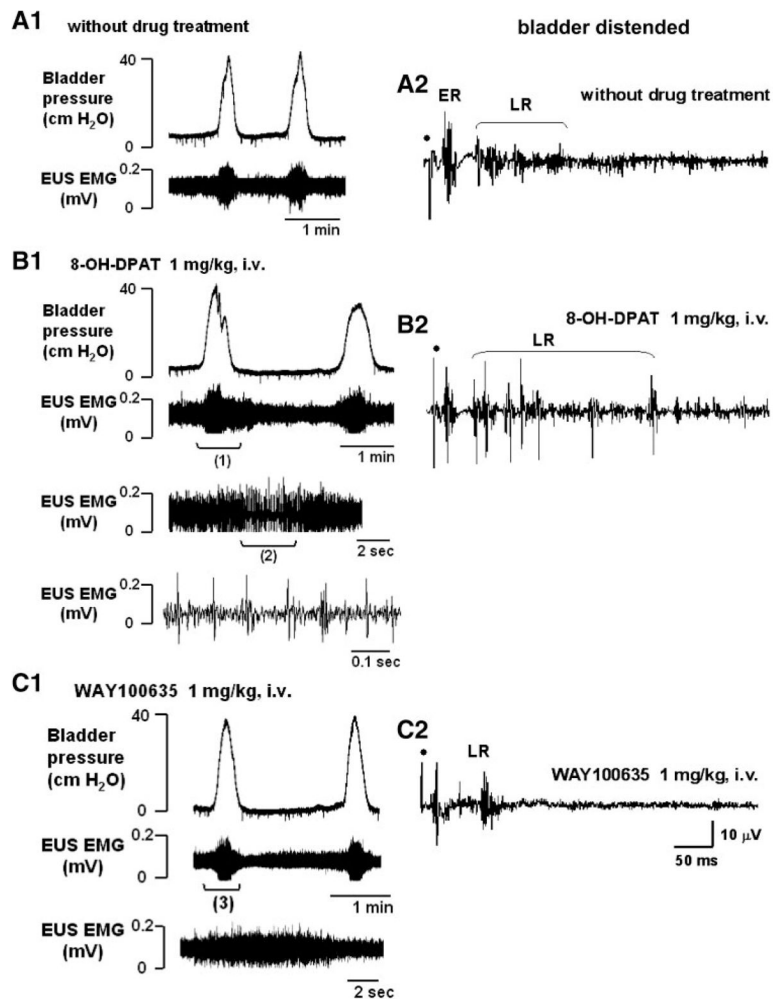 A1 without drug treatment
bladder distended
40
Bladder
pressure
(cm H2O)
0
0.2
EUS EMG
(mV)
0
1 min
A2
ER
LR
without drug treatment
B1 8-OH-DPAT 1 mg/kg, i.v.
40
Bladder
pressure
(cm H2O)
0
EUS EMG
(mV)
0.2
0
(1)
1 min
EUS EMG
(mV)
0.2
0
(2)
2 sec
EUS EMG
(mV)
0.2
0
0.1 sec
B2
8-OH-DPAT 1 mg/kg, i.v.
LR
C1 WAY100635 1 mg/kg, i.v.
40
Bladder
pressure
(cm H2O)
0
EUS EMG
(mV)
0.2
0
(3)
1 min
EUS EMG
(mV)
0.2
0
2 sec
C2
LR
WAY100635 1 mg/kg, i.v.
10 μV
50 ms